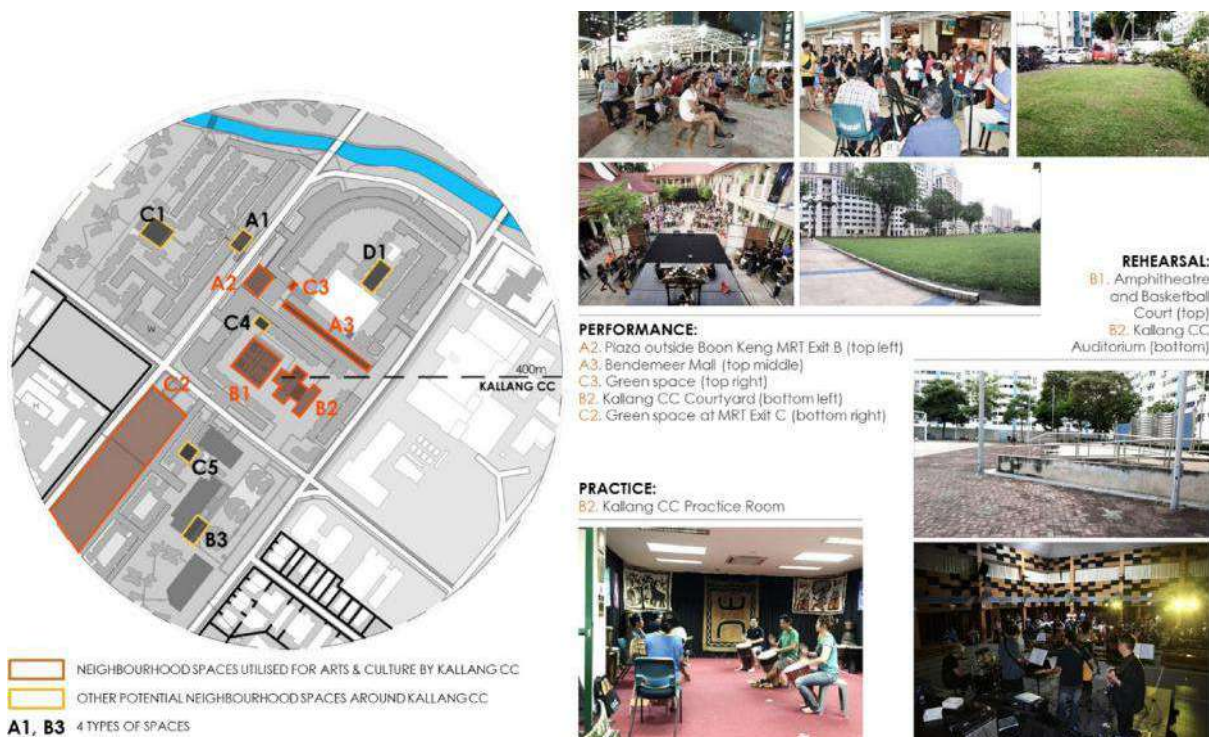 C1
A1
D1
A2
C3
C4
A3
400m
KALLANG CC
B1
B2
C2
C5
B3
NEIGHBOURHOOD SPACES UTILISED FOR ARTS & CULTURE BY KALLANG CC
OTHER POTENTIAL NEIGHBOURHOOD SPACES AROUND KALLANG CC
A1, B3 4 TYPES OF SPACES
PERFORMANCE:
A2. Plaza outside Boon Keng MRT Exit B (top left)
A3. Bendemeer Mall (top middle)
C3. Green space (top right)
B2. Kallang CC Courtyard (bottom left)
C2. Green space at MRT Exit C (bottom right)
PRACTICE:
B2. Kallang CC Practice Room
REHEARSAL:
B1. Amphitheatre
and Basketball
Court (top)
B2. Kallang CC
Auditorium (bottom)